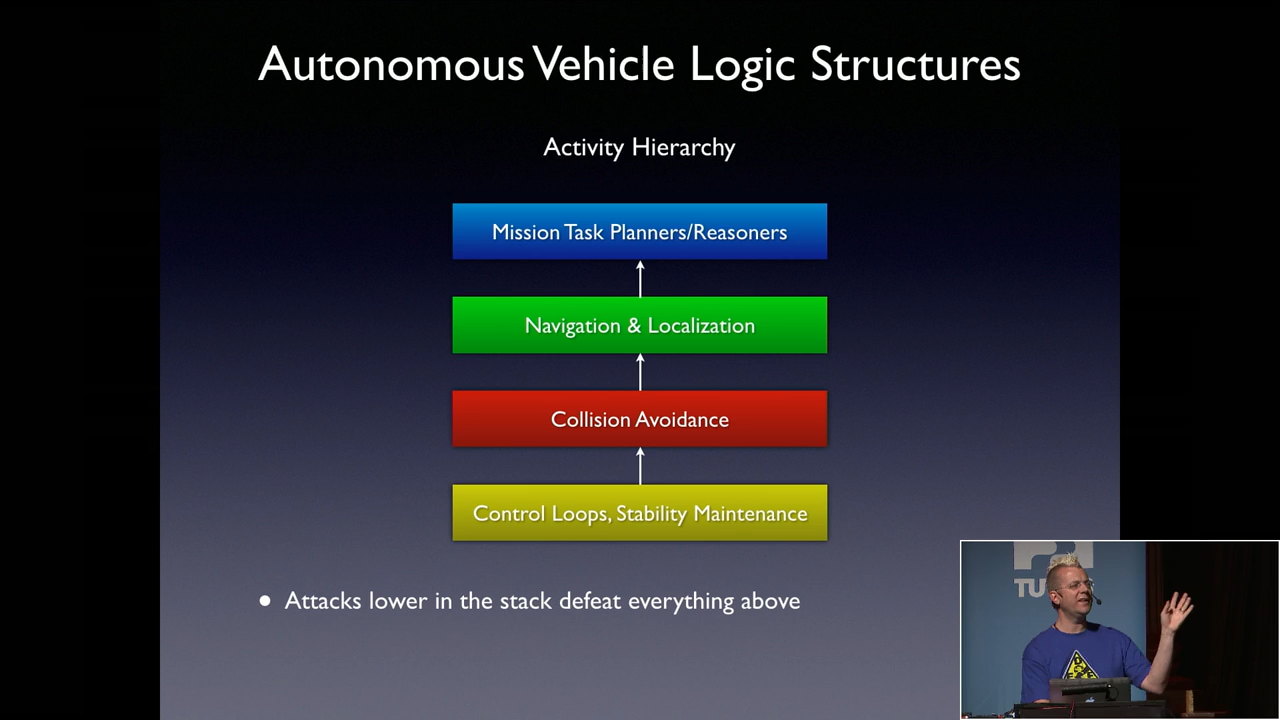 Autonomous Vehicle Logic Structures
Activity Hierarchy
Mission Task Planners/Reasoners
Navigation & Localization
Collision Avoidance
Control Loops, Stability Maintenance
• Attacks lower in the stack defeat everything above